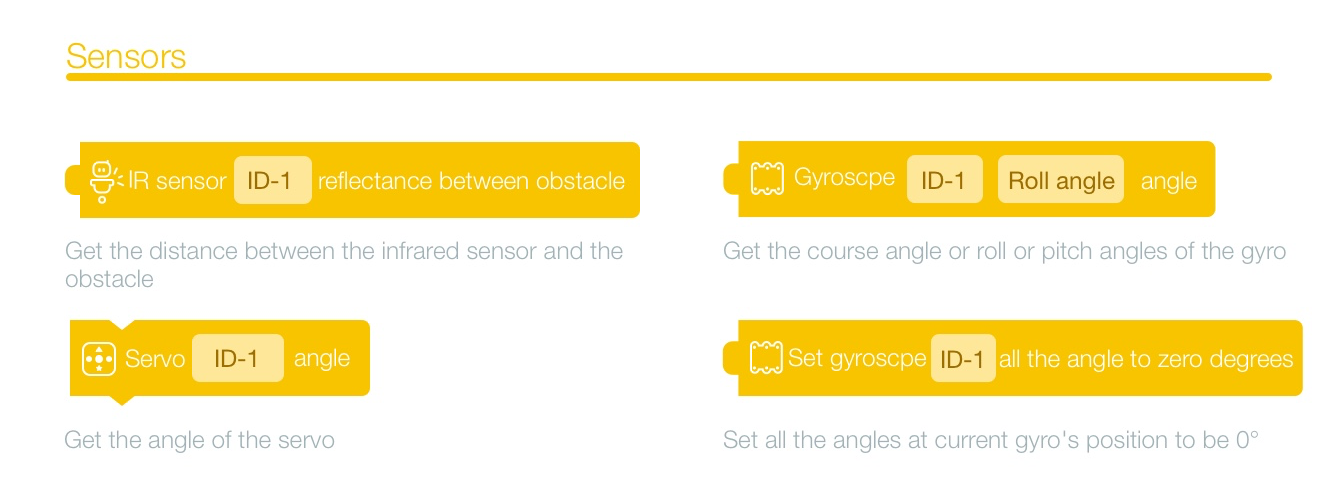 Sensors
IR sensor ID-1 reflectance between obstacle
Get the distance between the infrared sensor and the
obstacle
Gyroscpe ID-1 Roll angle angle
Get the course angle or roll or pitch angles of the gyro
Servo ID-1 angle
Get the angle of the servo
Set gyroscpe ID-1 all the angle to zero degrees
Set all the angles at current gyro's position to be 0°